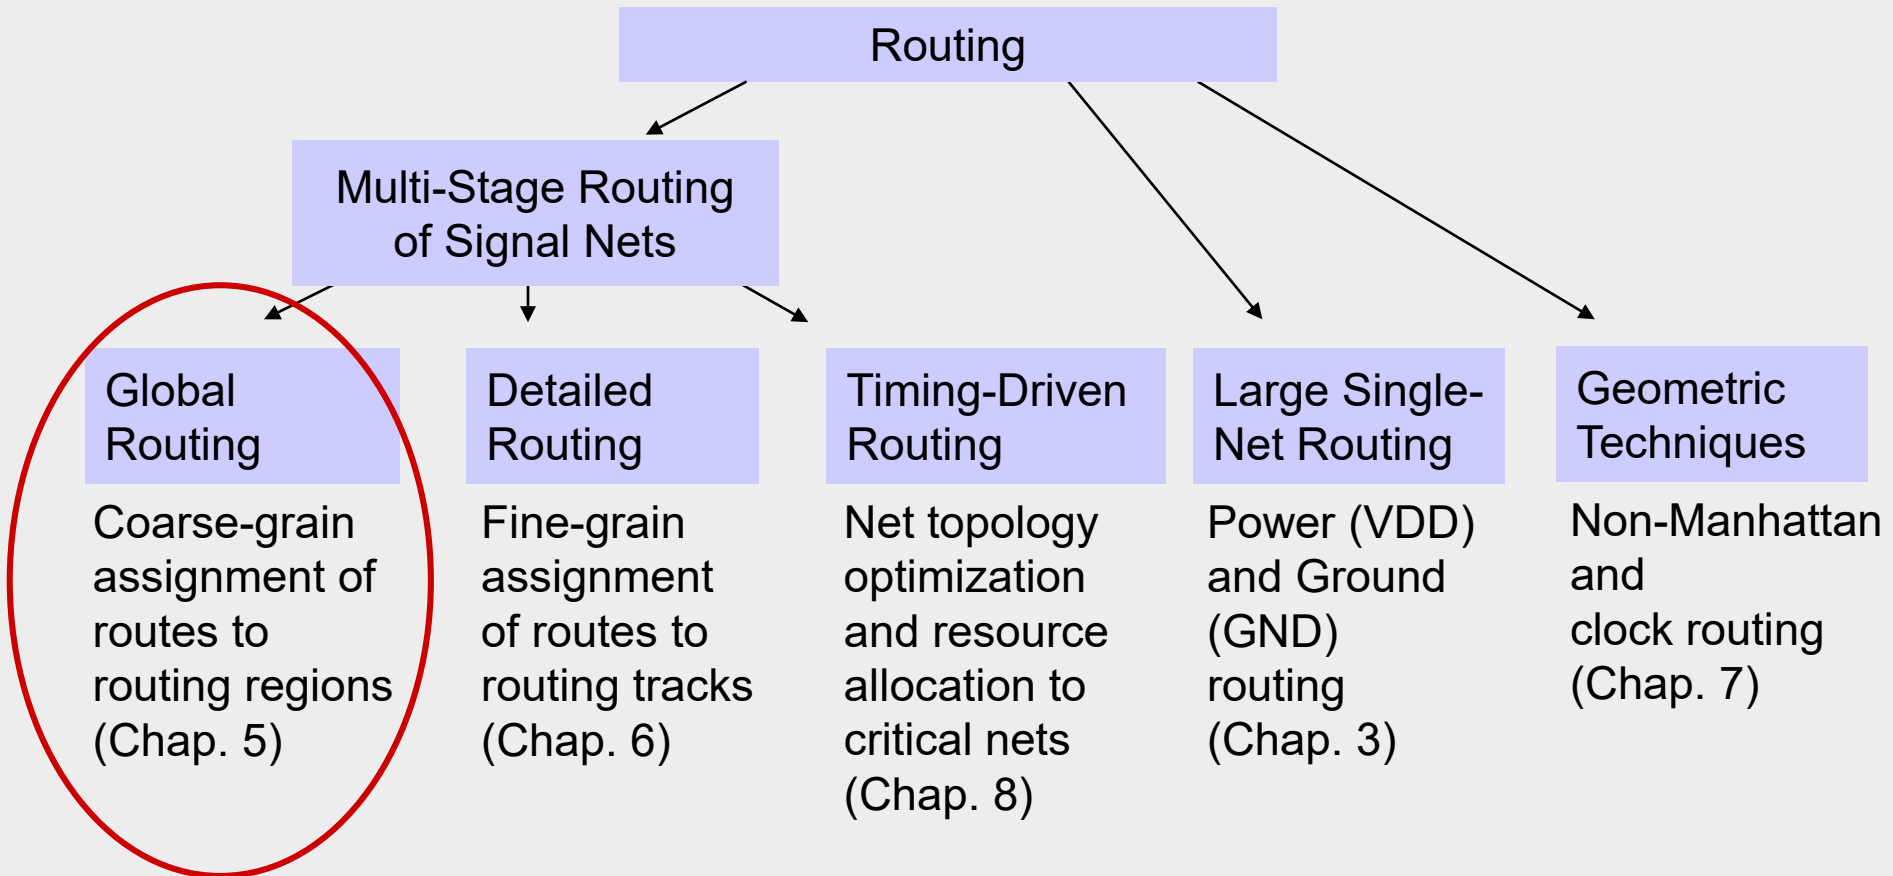 Routing
Multi-Stage Routing
of Signal Nets
Global
Routing
Coarse-grain
assignment of
routes to
routing regions
(Chap. 5)
Detailed
Routing
Fine-grain
assignment
of routes to
routing tracks
(Chap. 6)
Timing-Driven
Routing
Net topology
optimization
and resource
allocation to
critical nets
(Chap. 8)
Large Single-
Net Routing
Power (VDD)
and Ground
(GND)
routing
(Chap. 3)
Geometric
Techniques
Non-Manhattan
and
clock routing
(Chap. 7)